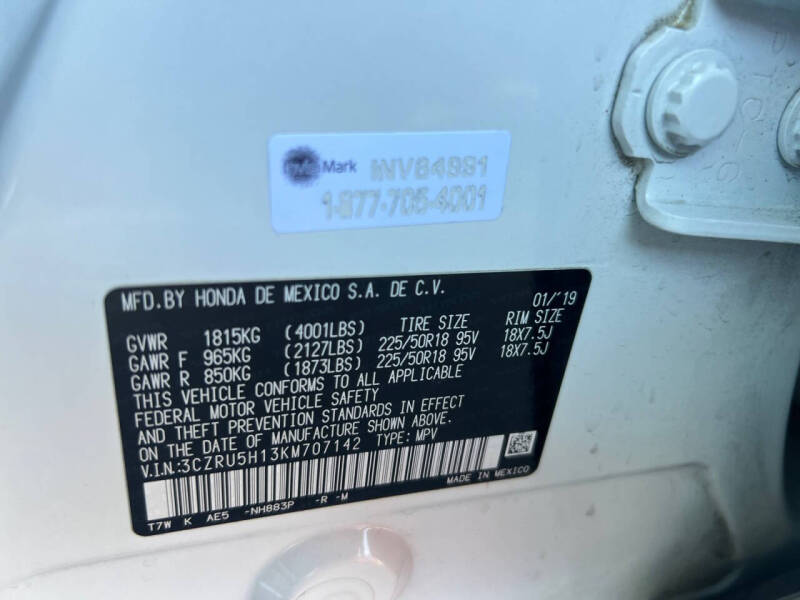 Mark INV84991
1-877-705-4001
MFD.BY HONDA DE MEXICO S.A. DE C.V. 01/'19
GVWR 1815KG (4001LBS) TIRE SIZE RIM SIZE
GAWR F 965KG (2127LBS) 225/50R18 95V 18X7.5J
GAWR R 850KG (1873LBS) 225/50R18 95V 18X7.5J
THIS VEHICLE CONFORMS TO ALL APPLICABLE
FEDERAL MOTOR VEHICLE SAFETY
AND THEFT PREVENTION STANDARDS IN EFFECT
ON THE DATE OF MANUFACTURE SHOWN ABOVE.
V.I.N.:3CZRU5H13KM707142 TYPE: MPV
MADE IN MEXICO
T7W K AE5 -NH883P -R -M